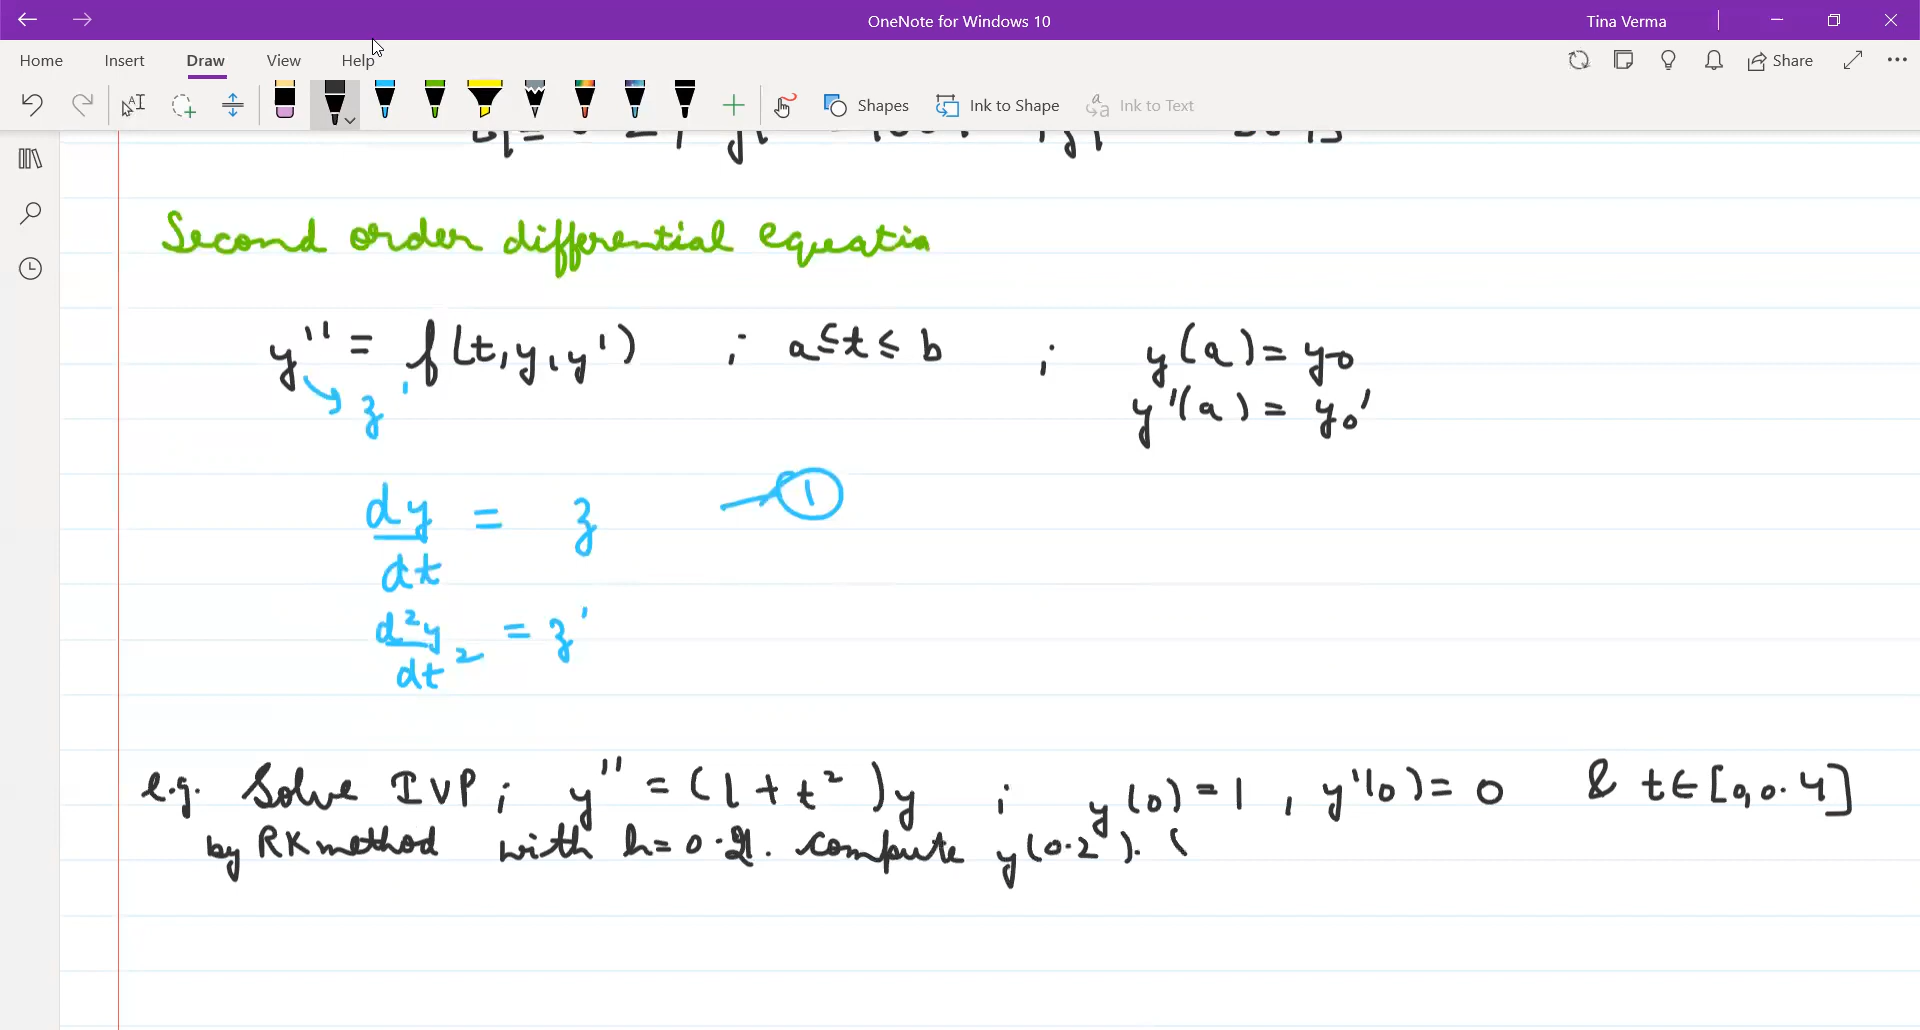 OneNote for Windows 10
Tina Verma
Home Insert Draw View Help
Share
Shapes Ink to Shape Ink to Text
Second order differential equatio
y'' = f(t, y, y') ; a ≤ t ≤ b ; y(a) = y0
z'
y'(a) = y0'
dy/dt = z — 1
d²y/dt² = z'
e.g. Solve IVP ; y'' = (1 + t²)y ; y(0) = 1 , y'(0) = 0 & t ∈ [0, 0.4]
by RK method with h = 0. compute y(0.2). (